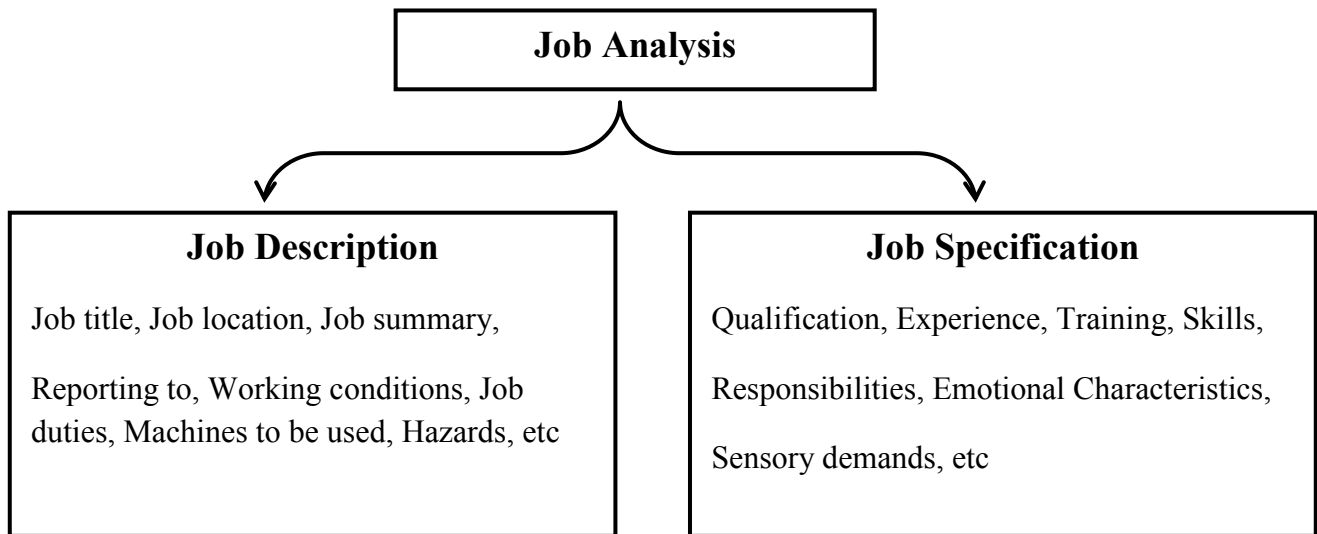 Job Analysis
Job Description
Job title, Job location, Job summary,
Reporting to, Working conditions, Job
duties, Machines to be used, Hazards, etc
Job Specification
Qualification, Experience, Training, Skills,
Responsibilities, Emotional Characteristics,
Sensory demands, etc